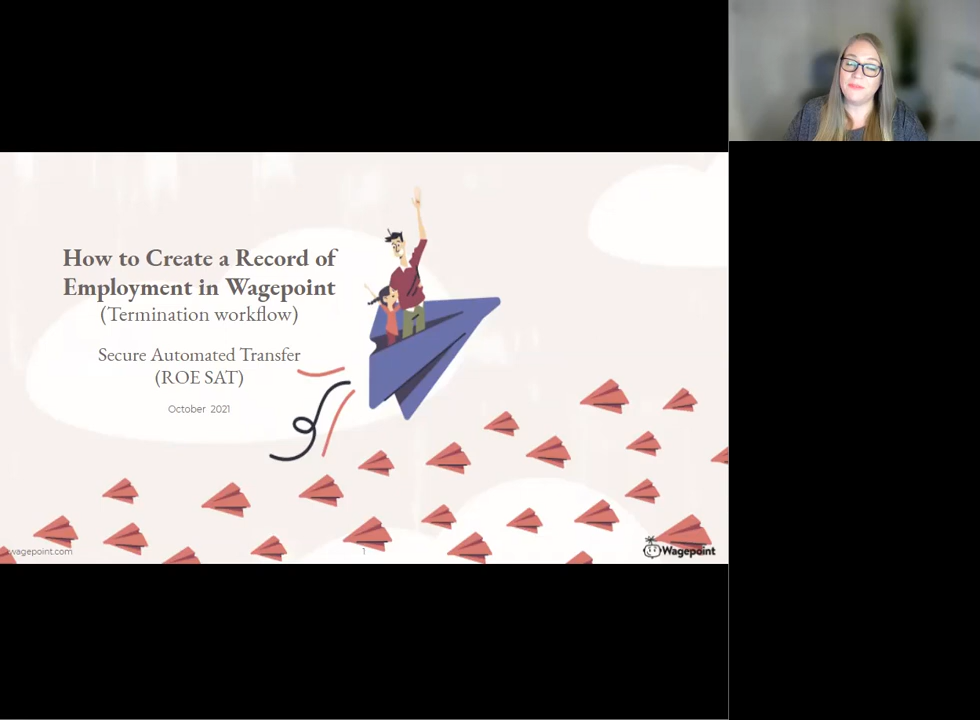 How to Create a Record of
Employment in Wagepoint
(Termination workflow)
Secure Automated Transfer
(ROE SAT)
October 2021
wagepoint.com
1
Wagepoint